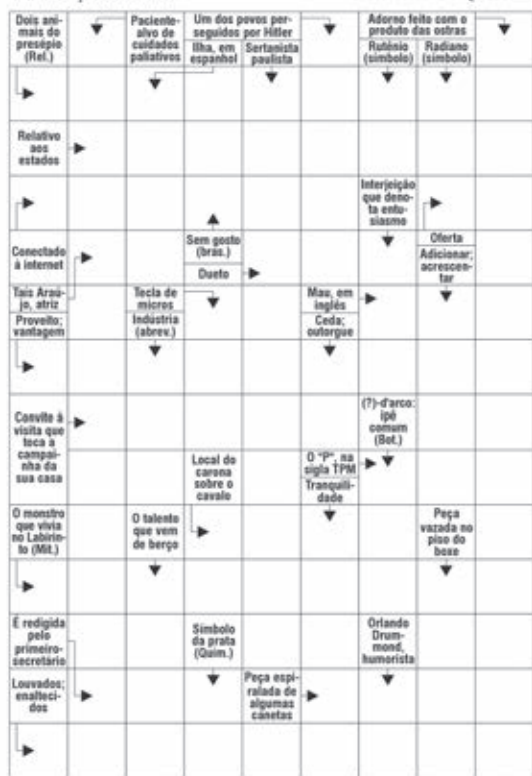 Dois ani-
mais do
presépio
(Rel.)
Paciente-
alvo de
cuidados
paliativos
Um dos povos per-
seguidos por Hitler
Ilha, em
espanhol
Sertanista
paulista
Adorno feito com o
produto das ostras
Rutênio
(símbolo)
Radiano
(símbolo)
Relativo
aos
estados
Interjeição
que deno-
ta entu-
siasmo
Conectado
à internet
Sem gosto
(bras.)
Dueto
Oferta
Adicionar;
acrescen-
tar
Taís Araú-
jo, atriz
Proveito;
vantagem
Tecla de
micros
Indústria
(abrev.)
Mau, em
inglês
Ceda;
outorgue
Convite à
visita que
toca a
campai-
nha da
sua casa
(?)-d'arco:
ipê
comum
(Bot.)
Local do
carona
sobre o
cavalo
O "P", na
sigla TPM
Tranquili-
dade
O monstro
que vivia
no Labirin-
to (Mit.)
O talento
que vem
de berço
Peça
vazada no
piso do
boxe
É redigida
pelo
primeiro-
secretário
Símbolo
da prata
(Quím.)
Orlando
Drum-
mond,
humorista
Louvados;
enalteci-
dos
Peça espi-
ralada de
algumas
canetas